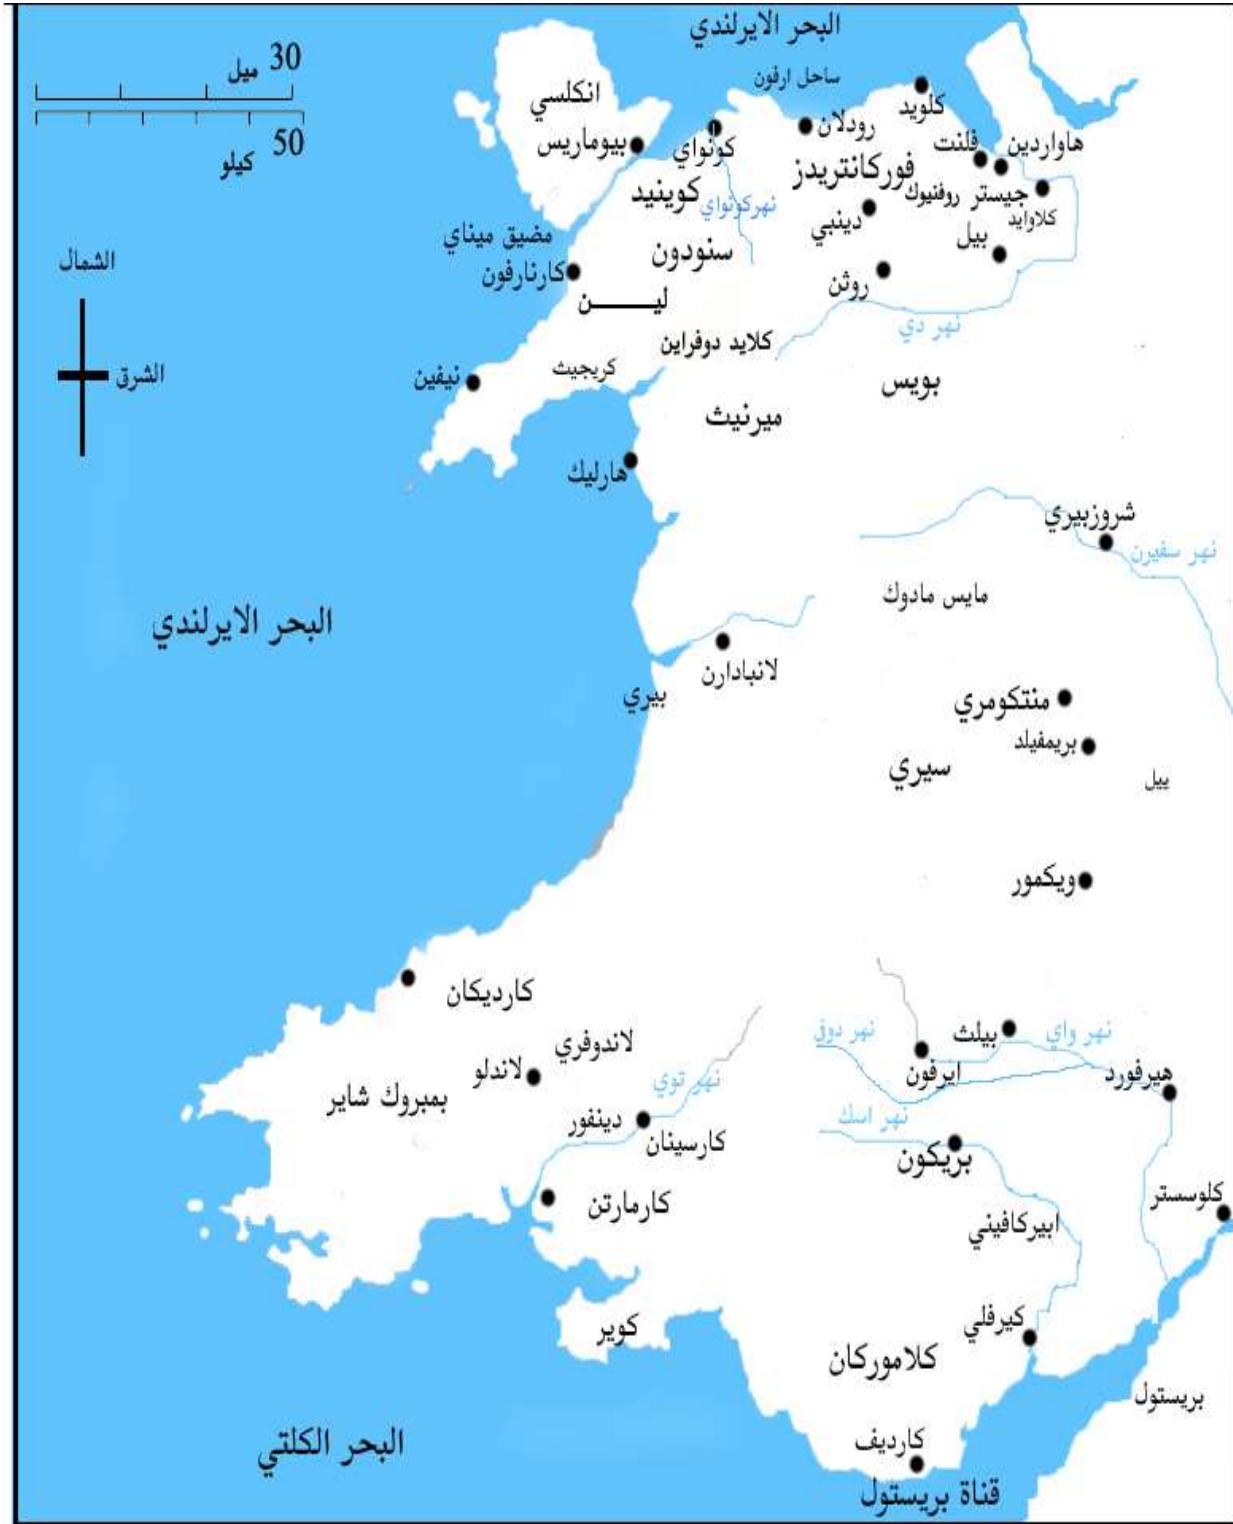 البحر الايرلندي
30 ميل
50 كيلو
ساحل ارفون
انكلسي
كلويد
بيوماريس
كونواي
رودلان
فلنت
هاواردين
فوركانتريدز
كوينيد
نهركونواي
روفنيوك
جيستر
كلاوايد
دينبي
بيل
سنودون
مضيق ميناي
الشمال
كارنارفون
روثن
ليـــــــن
نهر دي
كلايد دوفراين
كريجيث
الشرق
نيفين
بويس
ميرنيث
هارليك
شروزبيري
نهر سفيرن
مايس مادوك
البحر الايرلندي
لانبادارن
بيري
منتكومري
بريمفيلد
سيري
ييل
ويكمور
كارديكان
نهر دوق
بيلث
نهر واي
لاندوفري
ايرفون
هيرفورد
لاندلو
نهر توي
بمبروك شاير
دينفور
نهر اسك
كارسينان
بريكون
كارمارتن
كلوسستر
ابيركافيني
كوير
كيرفلي
كلاموركان
بريستول
البحر الكلتي
كارديف
قناة بريستول